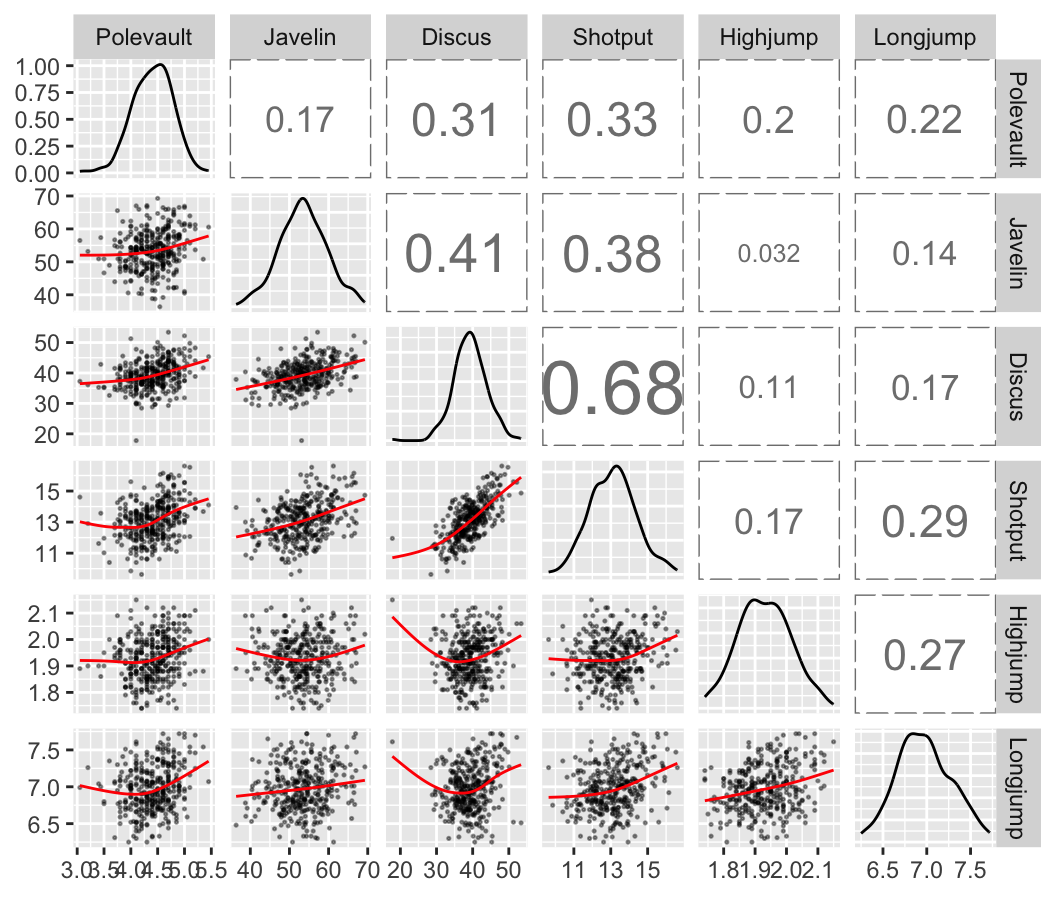 Polevault Javelin Discus Shotput Highjump Longjump
1.00
0.75
0.50
0.25
0.00
0.17 0.31 0.33 0.2 0.22
Polevault
70
60
50
40
0.41 0.38 0.032 0.14
Javelin
50
40
30
20
0.68 0.11 0.17
Discus
15
13
11
0.17 0.29
Shotput
2.1
2.0
1.9
1.8
0.27
Highjump
7.5
7.0
6.5
Longjump
3.0 3.5 4.0 4.5 5.0 5.5 40 50 60 70 20 30 40 50 11 13 15 1.8 1.9 2.0 2.1 6.5 7.0 7.5